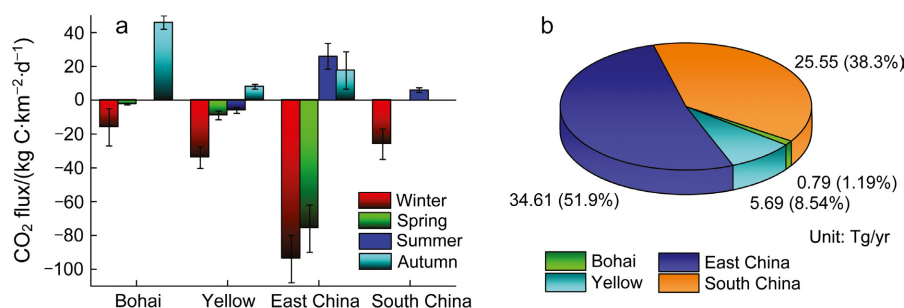 a
CO₂ flux/(kg C·km⁻²·d⁻¹)
40
20
0
−20
−40
−60
−80
−100
Winter
Spring
Summer
Autumn
Bohai
Yellow
East China
South China
b
25.55 (38.3%)
0.79 (1.19%)
5.69 (8.54%)
34.61 (51.9%)
Unit: Tg/yr
Bohai
East China
Yellow
South China